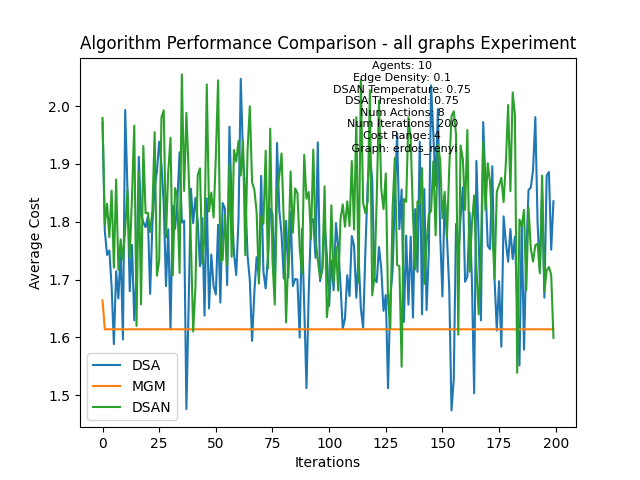 Algorithm Performance Comparison - all graphs Experiment
Agents: 10
Edge Density: 0.1
DSAN Temperature: 0.75
DSA Threshold: 0.75
Num Actions: 8
Num Iterations: 200
Cost Range: 4
Graph: erdos_renyi
2.0
1.9
1.8
1.7
1.6
1.5
Average Cost
DSA
MGM
DSAN
0 25 50 75 100 125 150 175 200
Iterations